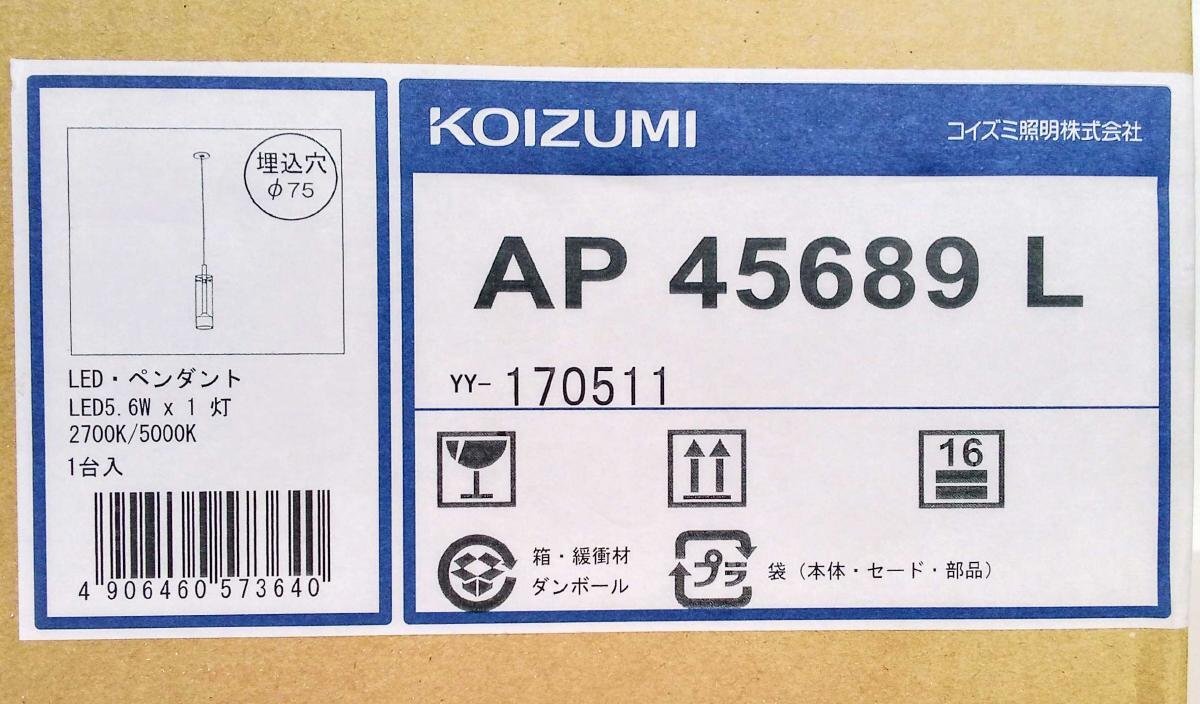 埋込穴
φ75
LED・ペンダント
LED5.6W x 1 灯
2700K/5000K
1台入
4 906460 573640
KOIZUMI
コイズミ照明株式会社
AP 45689 L
YY- 170511
16
箱・緩衝材
ダンボール
プラ
袋（本体・セード・部品）